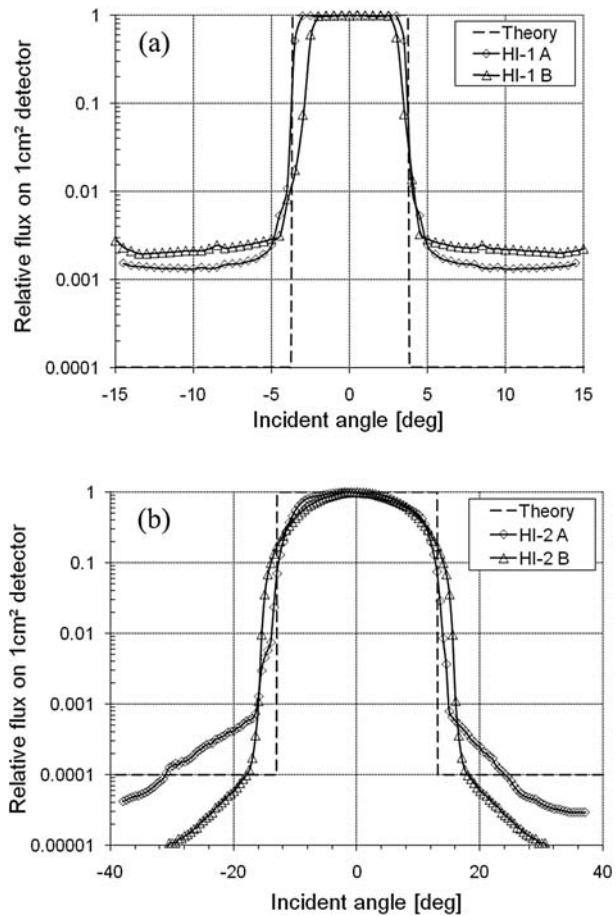 (a)
Theory
HI-1 A
HI-1 B
Relative flux on 1cm² detector
1
0.1
0.01
0.001
0.0001
-15 -10 -5 0 5 10 15
Incident angle [deg]
(b)
Theory
HI-2 A
HI-2 B
Relative flux on 1cm² detector
1
0.1
0.01
0.001
0.0001
0.00001
-40 -20 0 20 40
Incident angle [deg]